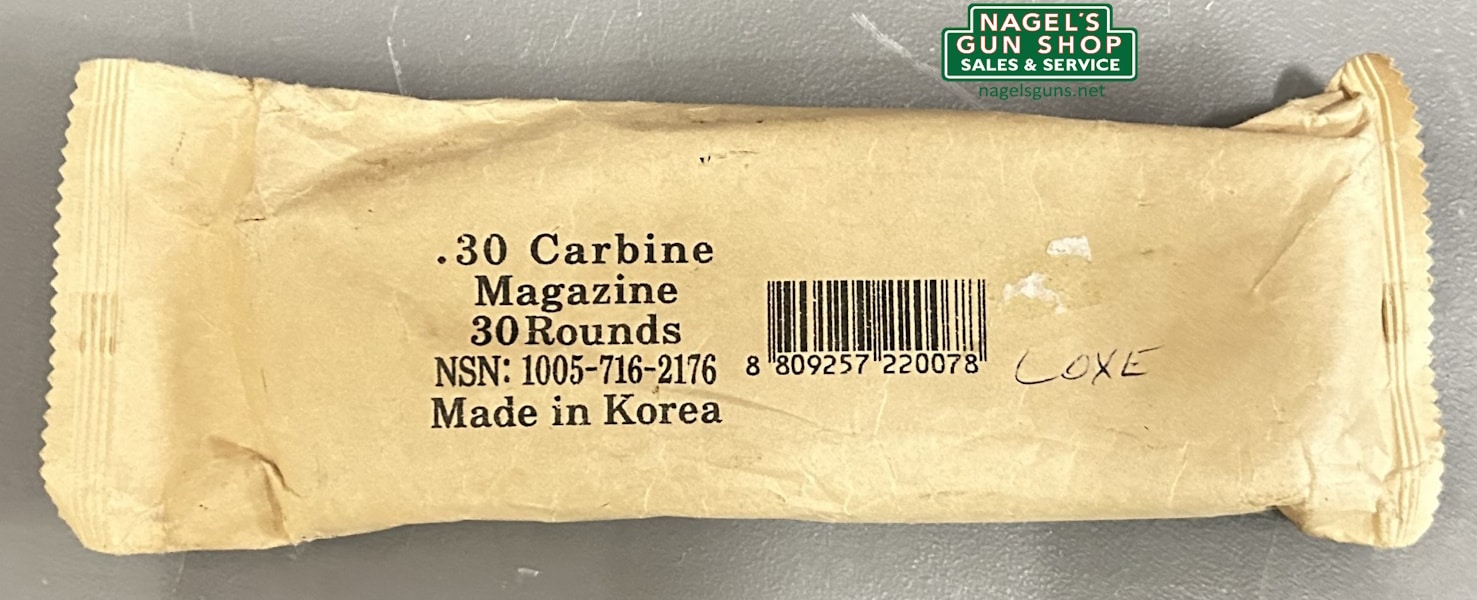 NAGEL'S
GUN SHOP
SALES & SERVICE
nagelsguns.net
.30 Carbine
Magazine
30 Rounds
NSN: 1005-716-2176
Made in Korea
8 809257 220078
LOXE